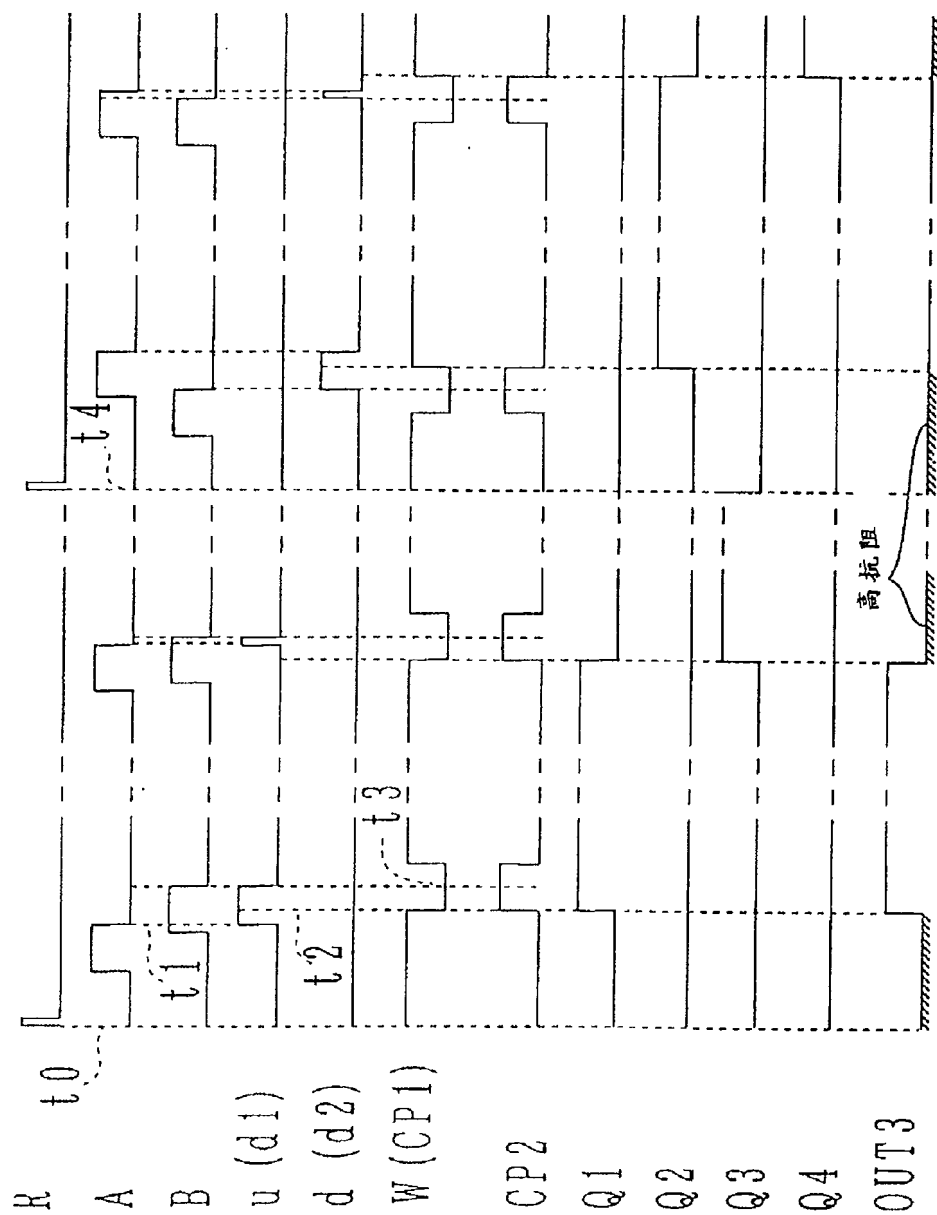 R
A
B
u (d1)
d (d2)
W (CP1)
CP2
Q1
Q2
Q3
Q4
OUT3
t0
t1
t2
t3
t4
高抗阻